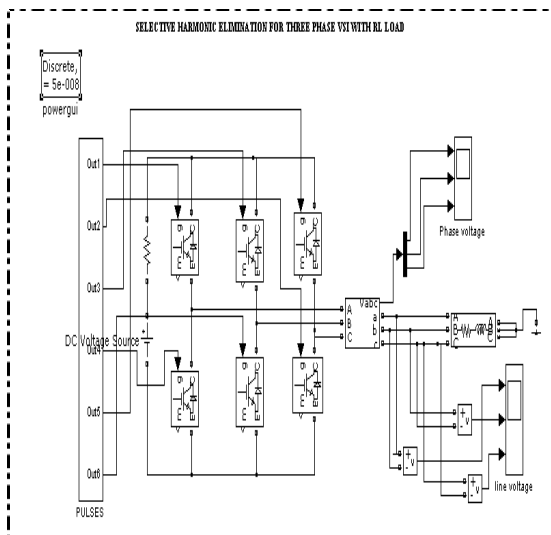 SELECTIVE HARMONIC ELIMINATION FOR THREE PHASE VSI WITH RL LOAD
Discrete,
= 5e-008
powergui
Out1
Out2
Out3
Out4
Out5
Out6
PULSES
DC Voltage Source
+
g
C
m
E
g
C
m
E
g
C
m
E
g
C
m
E
g
C
m
E
g
C
m
E
A
B
C
Vabc
a
b
c
A
B
C
A
B
C
Phase voltage
+
-
v
+
-
v
+
-
v
line voltage